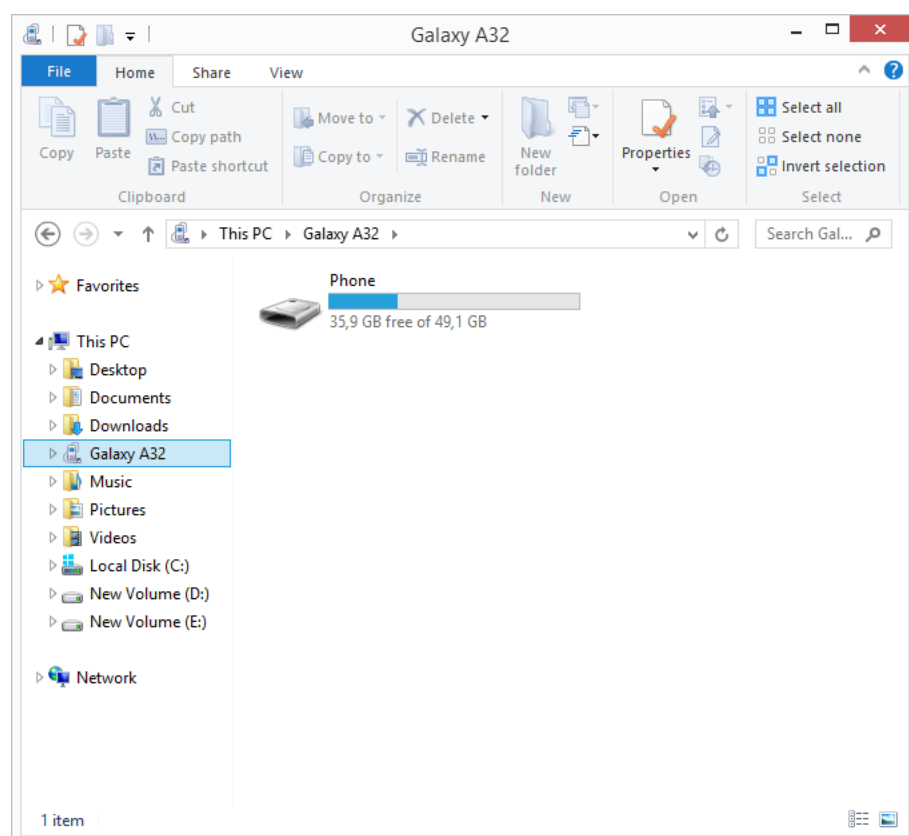 Galaxy A32
File Home Share View
Copy
Paste
Cut
Copy path
Paste shortcut
Clipboard
Move to
Copy to
Delete
Rename
Organize
New
folder
New
Properties
Open
Select all
Select none
Invert selection
Select
This PC Galaxy A32
Search Gal...
Favorites
This PC
Desktop
Documents
Downloads
Galaxy A32
Music
Pictures
Videos
Local Disk (C:)
New Volume (D:)
New Volume (E:)
Network
Phone
35,9 GB free of 49,1 GB
1 item